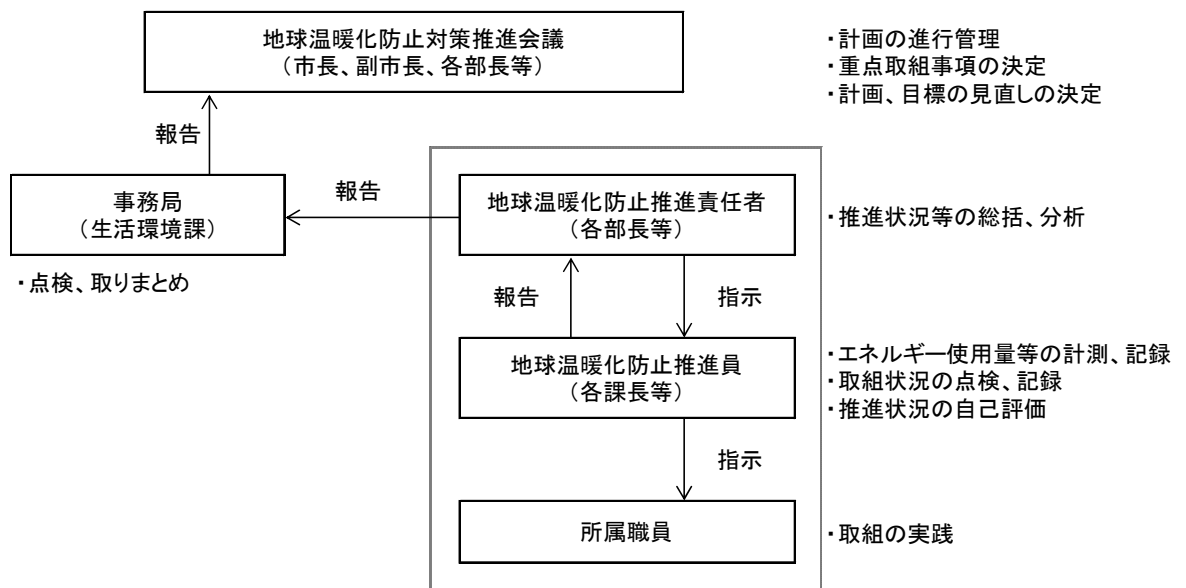 地球温暖化防止対策推進会議
（市長、副市長、各部長等）
・計画の進行管理
・重点取組事項の決定
・計画、目標の見直しの決定
報告
事務局
（生活環境課）
・点検、取りまとめ
報告
地球温暖化防止推進責任者
（各部長等）
・推進状況等の総括、分析
報告
指示
地球温暖化防止推進員
（各課長等）
・エネルギー使用量等の計測、記録
・取組状況の点検、記録
・推進状況の自己評価
指示
所属職員
・取組の実践